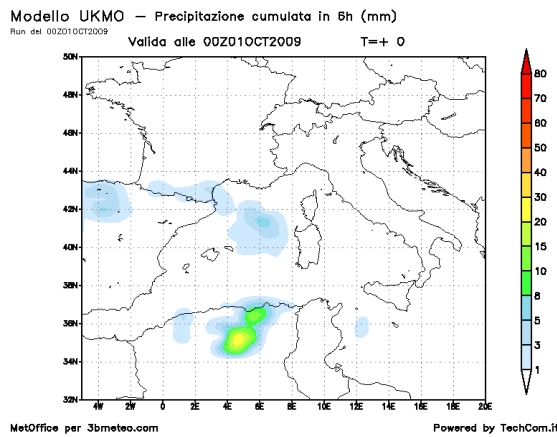 Modello UKMO — Precipitazione cumulata in 6h (mm)
Run del 00Z01OCT2009
Valida alle 00Z01OCT2009 T=+ 0
50N
48N
46N
44N
42N
40N
38N
36N
34N
32N
4W 2W 0 2E 4E 6E 8E 10E 12E 14E 16E 18E 20E
80
70
60
50
40
30
20
15
10
8
5
3
1
MetOffice per 3bmeteo.com
Powered by TechCom.it